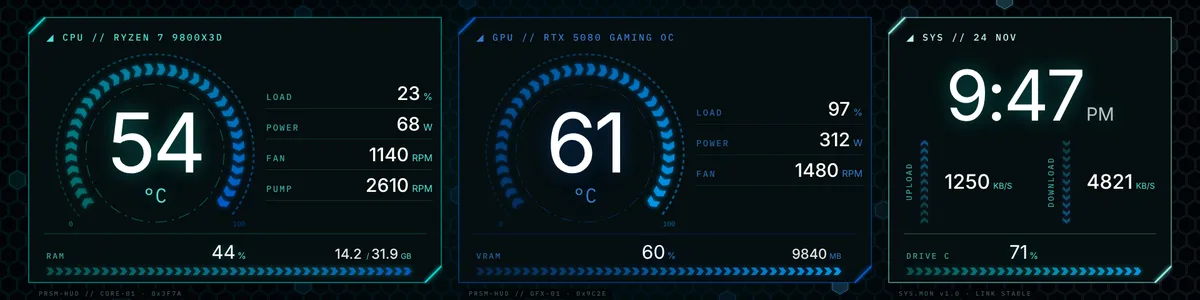 CPU // RYZEN 7 9800X3D
54
°C
0
100
LOAD 23 %
POWER 68 W
FAN 1140 RPM
PUMP 2610 RPM
RAM 44 % 14.2 / 31.9 GB
PRSM-HUD // CORE-01 · 0x3F7A
GPU // RTX 5080 GAMING OC
61
°C
0
100
LOAD 97 %
POWER 312 W
FAN 1480 RPM
VRAM 60 % 9840 MB
PRSM-HUD // GFX-01 · 0x9C2E
SYS // 24 NOV
9:47 PM
UPLOAD 1250 KB/S
DOWNLOAD 4821 KB/S
DRIVE C 71 %
SYS.MON v1.0 · LINK STABLE